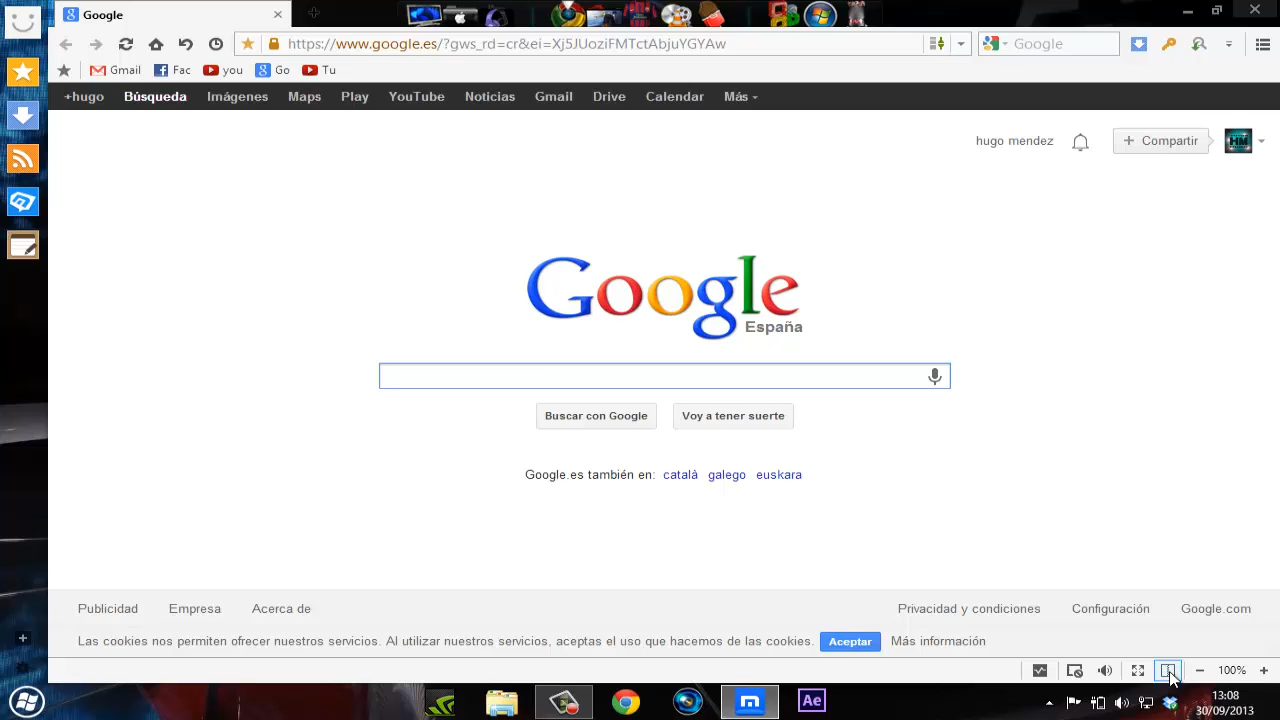 Google
https://www.google.es/?gws_rd=cr&ei=Xj5JUoziFMTctAbjuYGYAw
Google
Gmail Fac you Go Tu
+hugo Búsqueda Imágenes Maps Play YouTube Noticias Gmail Drive Calendar Más
hugo mendez + Compartir HM
Google
España
Buscar con Google Voy a tener suerte
Google.es también en: català galego euskara
Publicidad Empresa Acerca de Privacidad y condiciones Configuración Google.com
Las cookies nos permiten ofrecer nuestros servicios. Al utilizar nuestros servicios, aceptas el uso que hacemos de las cookies. Aceptar Más información
100%
Ae
13:08
30/09/2013